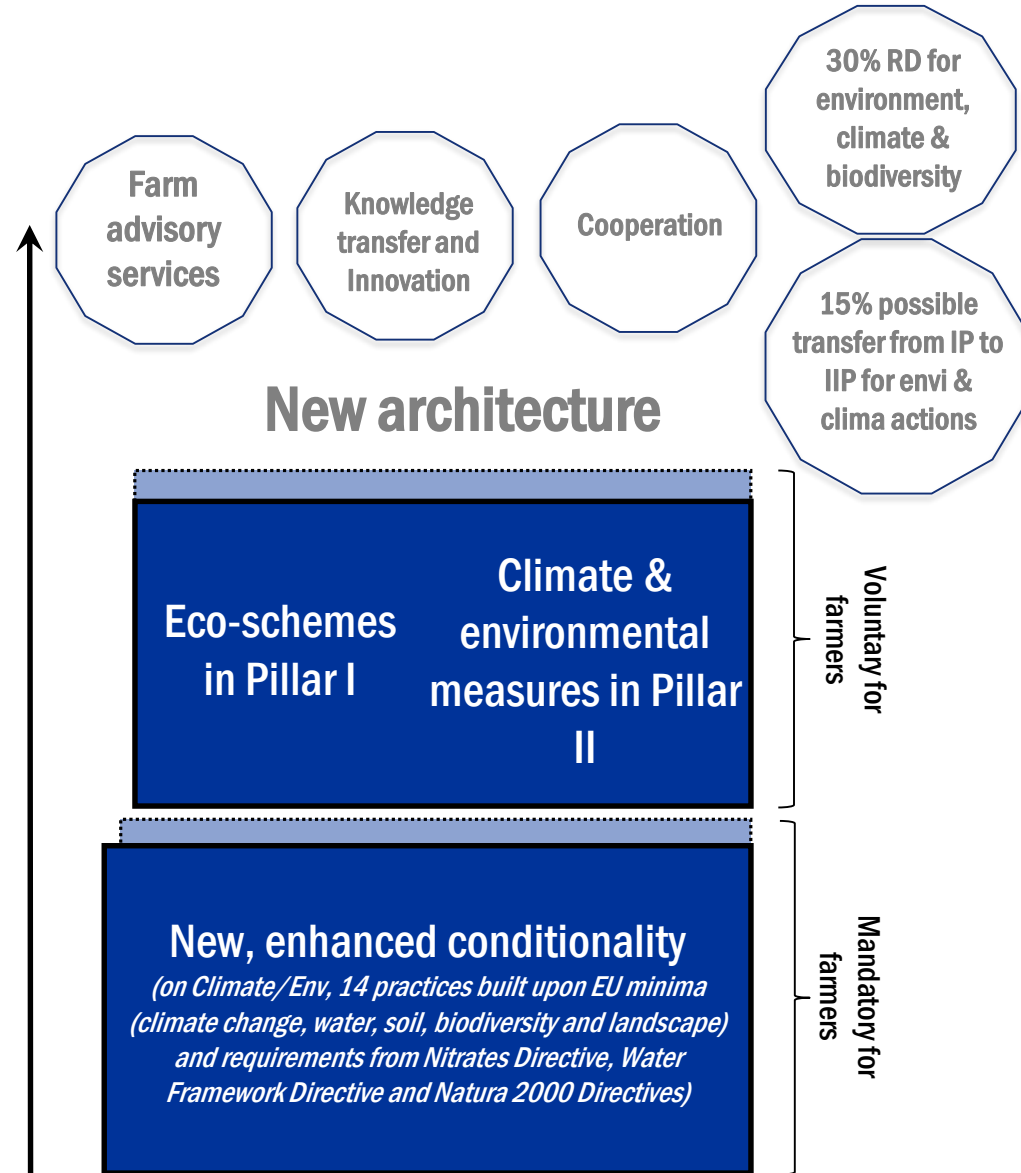 30% RD for
environment,
climate &
biodiversity
Farm
advisory
services
Knowledge
transfer and
Innovation
Cooperation
15% possible
transfer from IP to
IIP for envi &
clima actions
New architecture
Eco-schemes
in Pillar I
Climate &
environmental
measures in Pillar
II
Voluntary for
farmers
New, enhanced conditionality
(on Climate/Env, 14 practices built upon EU minima
(climate change, water, soil, biodiversity and landscape)
and requirements from Nitrates Directive, Water
Framework Directive and Natura 2000 Directives)
Mandatory for
farmers